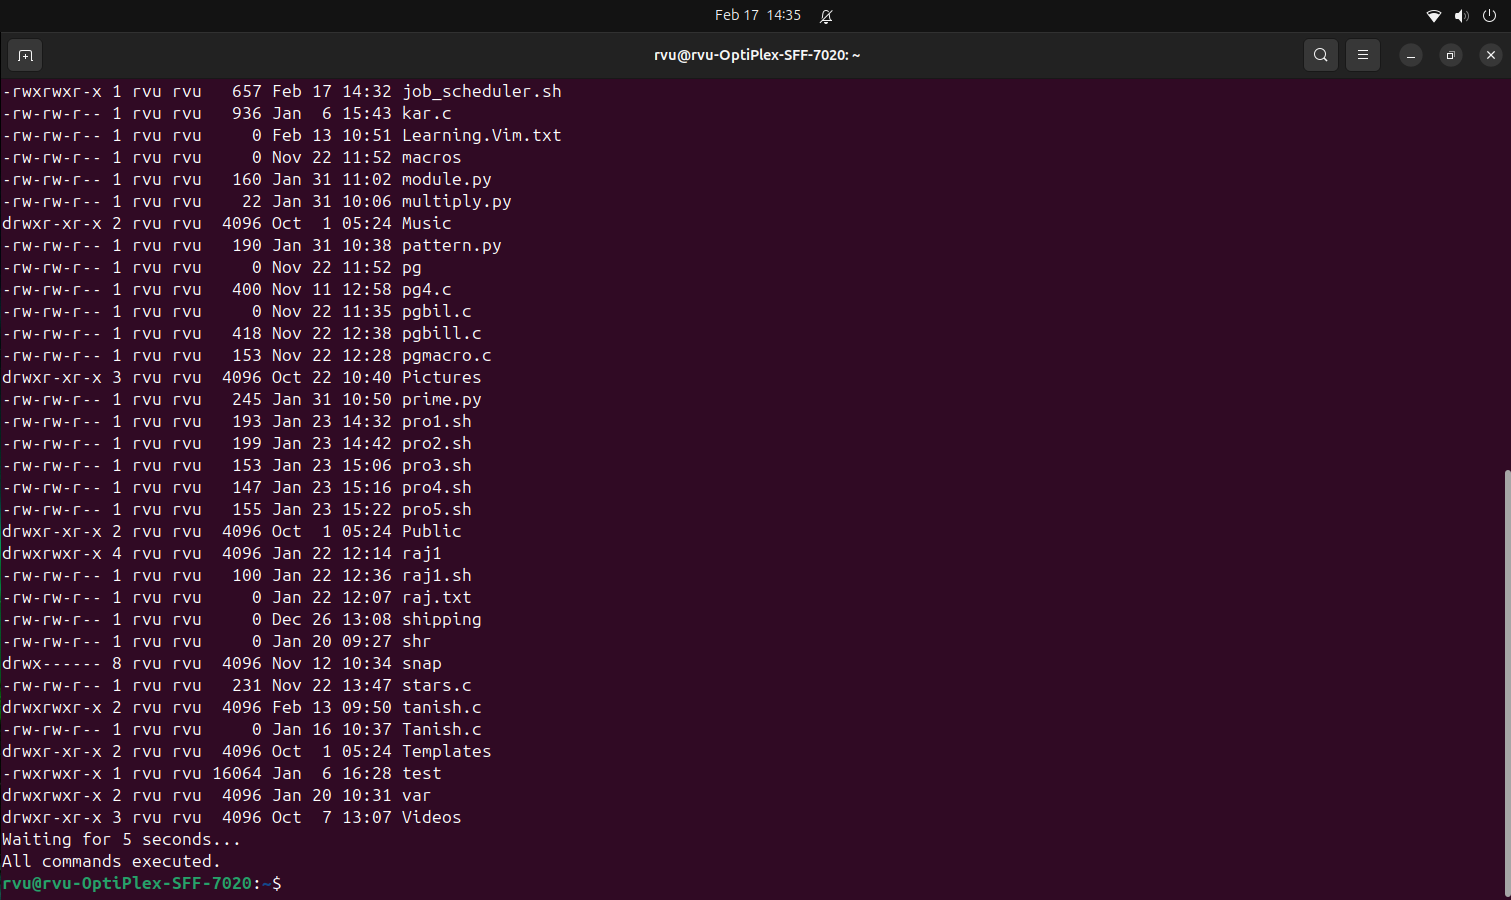 Feb 17 14:35
rvu@rvu-OptiPlex-SFF-7020: ~
-rwxrwxr-x 1 rvu rvu   657 Feb 17 14:32 job_scheduler.sh
-rw-rw-r-- 1 rvu rvu   936 Jan  6 15:43 kar.c
-rw-rw-r-- 1 rvu rvu     0 Feb 13 10:51 Learning.Vim.txt
-rw-rw-r-- 1 rvu rvu     0 Nov 22 11:52 macros
-rw-rw-r-- 1 rvu rvu   160 Jan 31 11:02 module.py
-rw-rw-r-- 1 rvu rvu    22 Jan 31 10:06 multiply.py
drwxr-xr-x 2 rvu rvu  4096 Oct  1 05:24 Music
-rw-rw-r-- 1 rvu rvu   190 Jan 31 10:38 pattern.py
-rw-rw-r-- 1 rvu rvu     0 Nov 22 11:52 pg
-rw-rw-r-- 1 rvu rvu   400 Nov 11 12:58 pg4.c
-rw-rw-r-- 1 rvu rvu     0 Nov 22 11:35 pgbil.c
-rw-rw-r-- 1 rvu rvu   418 Nov 22 12:38 pgbill.c
-rw-rw-r-- 1 rvu rvu   153 Nov 22 12:28 pgmacro.c
drwxr-xr-x 3 rvu rvu  4096 Oct 22 10:40 Pictures
-rw-rw-r-- 1 rvu rvu   245 Jan 31 10:50 prime.py
-rw-rw-r-- 1 rvu rvu   193 Jan 23 14:32 pro1.sh
-rw-rw-r-- 1 rvu rvu   199 Jan 23 14:42 pro2.sh
-rw-rw-r-- 1 rvu rvu   153 Jan 23 15:06 pro3.sh
-rw-rw-r-- 1 rvu rvu   147 Jan 23 15:16 pro4.sh
-rw-rw-r-- 1 rvu rvu   155 Jan 23 15:22 pro5.sh
drwxr-xr-x 2 rvu rvu  4096 Oct  1 05:24 Public
drwxrwxr-x 4 rvu rvu  4096 Jan 22 12:14 raj1
-rw-rw-r-- 1 rvu rvu   100 Jan 22 12:36 raj1.sh
-rw-rw-r-- 1 rvu rvu     0 Jan 22 12:07 raj.txt
-rw-rw-r-- 1 rvu rvu     0 Dec 26 13:08 shipping
-rw-rw-r-- 1 rvu rvu     0 Jan 20 09:27 shr
drwx------ 8 rvu rvu  4096 Nov 12 10:34 snap
-rw-rw-r-- 1 rvu rvu   231 Nov 22 13:47 stars.c
drwxrwxr-x 2 rvu rvu  4096 Feb 13 09:50 tanish.c
-rw-rw-r-- 1 rvu rvu     0 Jan 16 10:37 Tanish.c
drwxr-xr-x 2 rvu rvu  4096 Oct  1 05:24 Templates
-rwxrwxr-x 1 rvu rvu 16064 Jan  6 16:28 test
drwxrwxr-x 2 rvu rvu  4096 Jan 20 10:31 var
drwxr-xr-x 3 rvu rvu  4096 Oct  7 13:07 Videos
Waiting for 5 seconds...
All commands executed.
rvu@rvu-OptiPlex-SFF-7020:~$